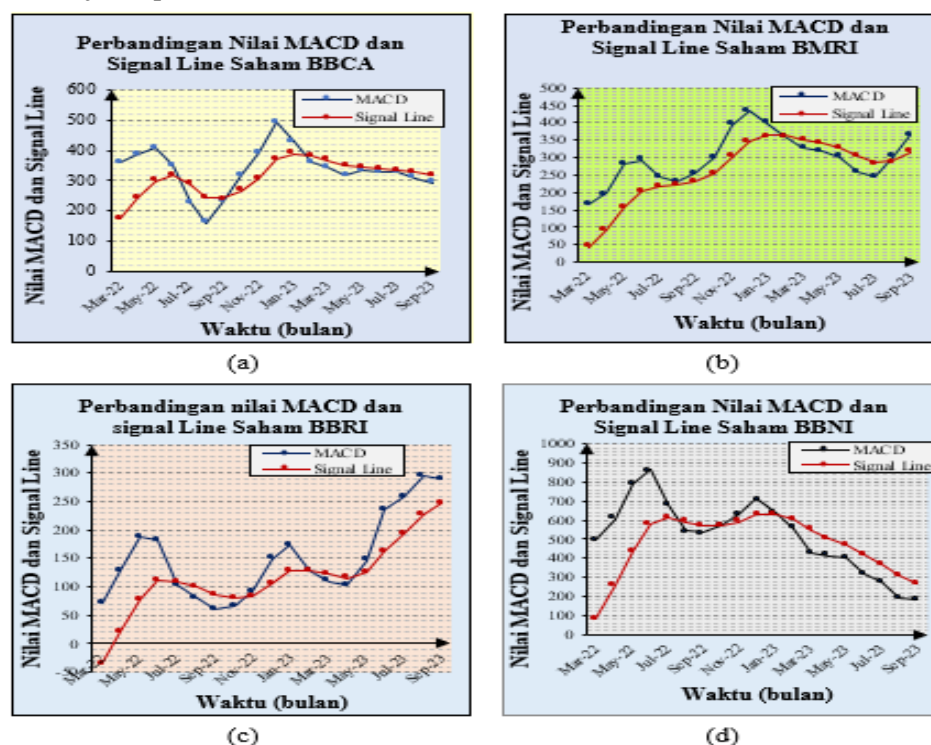 Perbandingan Nilai MACD dan
Signal Line Saham BBCA
MACD
Signal Line
Nilai MACD dan Signal Line
600
500
400
300
200
100
0
Mar-22
May-22
Jul-22
Sep-22
Nov-22
Jan-23
Mar-23
May-23
Jul-23
Sep-23
Waktu (bulan)
(a)
Perbandingan Nilai MACD dan
Signal Line Saham BMRI
MACD
Signal Line
Nilai MACD dan Signal Line
500
450
400
350
300
250
200
150
100
50
0
Mar-22
May-22
Jul-22
Sep-22
Nov-22
Jan-23
Mar-23
May-23
Jul-23
Sep-23
Waktu (bulan)
(b)
Perbandingan nilai MACD dan
signal Line Saham BBRI
MACD
Signal Line
Nilai MACD dan Signal Line
350
300
250
200
150
100
50
0
-50
Mar-22
May-22
Jul-22
Sep-22
Nov-22
Jan-23
Mar-23
May-23
Jul-23
Sep-23
Waktu (bulan)
(c)
Perbandingan Nilai MACD dan
Signal Line Saham BBNI
MACD
Signal Line
Nilai MACD dan Signal Line
1000
900
800
700
600
500
400
300
200
100
0
Mar-22
May-22
Jul-22
Sep-22
Nov-22
Jan-23
Mar-23
May-23
Jul-23
Sep-23
Waktu (bulan)
(d)